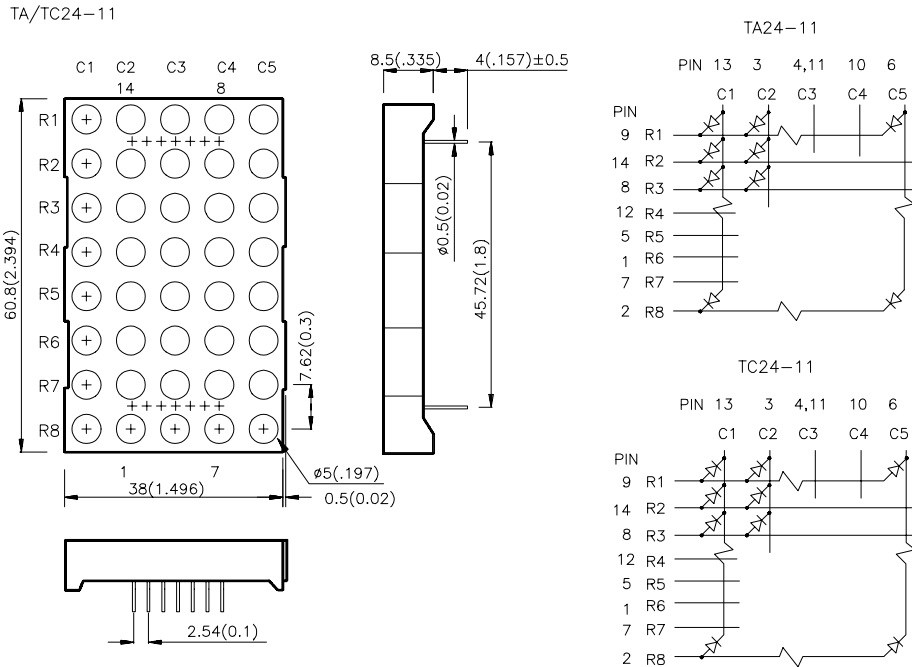 TA/TC24-11
C1 C2 C3 C4 C5
14 8
R1
R2
R3
R4
R5
R6
R7
R8
60.8(2.394)
7.62(0.3)
1 7
ø5(.197)
38(1.496)
0.5(0.02)
8.5(.335) 4(.157)±0.5
ø0.5(0.02)
45.72(1.8)
2.54(0.1)
TA24-11
PIN 13 3 4,11 10 6
C1 C2 C3 C4 C5
PIN
9 R1
14 R2
8 R3
12 R4
5 R5
1 R6
7 R7
2 R8
TC24-11
PIN 13 3 4,11 10 6
C1 C2 C3 C4 C5
PIN
9 R1
14 R2
8 R3
12 R4
5 R5
1 R6
7 R7
2 R8